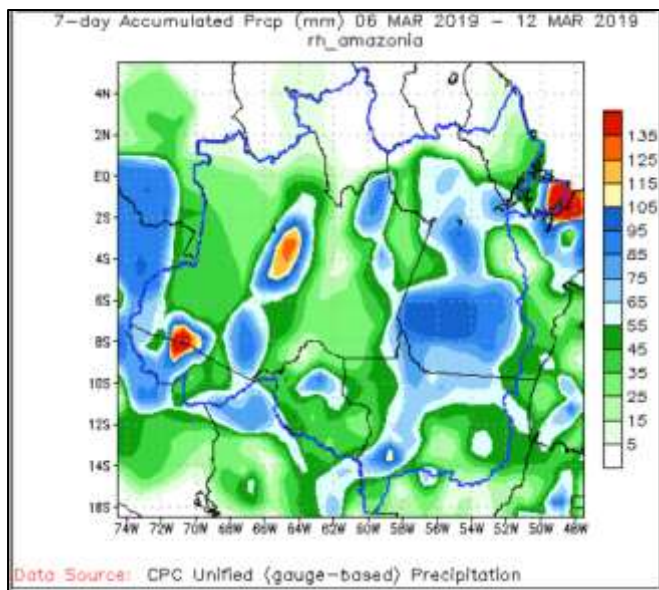 7-day Accumulated Prcp (mm) 06 MAR 2019 – 12 MAR 2019
rh_amazonia
4N
2N
EQ
2S
4S
6S
8S
10S
12S
14S
18S
74W 72W 70W 68W 66W 64W 62W 60W 58W 56W 54W 52W 50W 48W
135
125
115
105
95
85
75
65
55
45
35
25
15
5
Data Source: CPC Unified (gauge-based) Precipitation